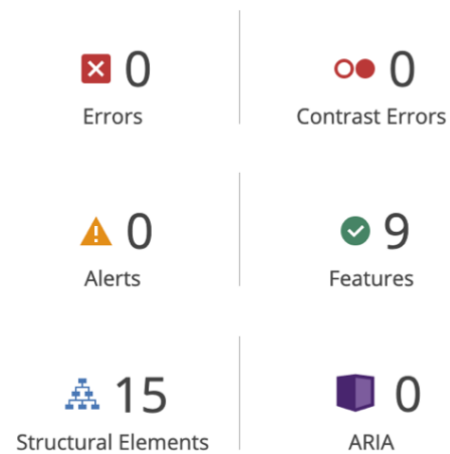 0 0
Errors Contrast Errors
0 9
Alerts Features
15 0
Structural Elements ARIA